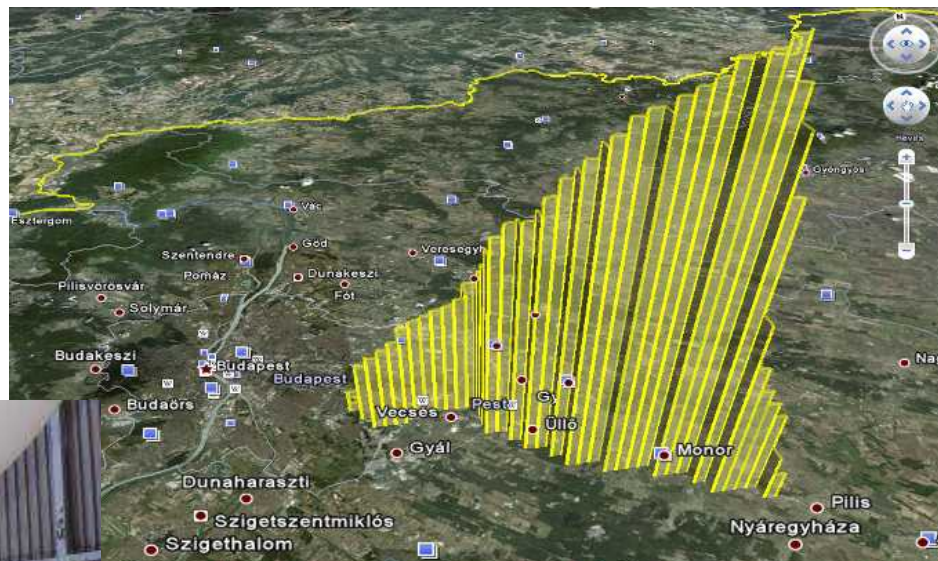 N
Heves
Gyöngyös
Vác
Esztergom
Szentendre
Göd
Veresegyh
Pomáz
Dunakeszi
Fót
Pilisvörösvár
Solymár
Budakeszi
Budapest
Budapest
Budaörs
Vecsés
Pest
Gy
Üllő
Gyál
Monor
Dunaharaszti
Pilis
Szigetszentmiklós
Nyáregyháza
Szigethalom